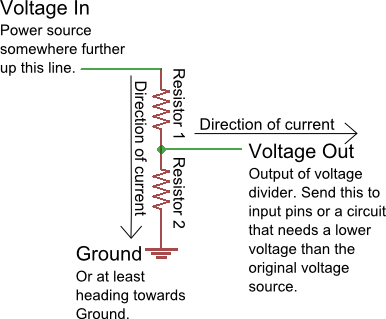 Voltage In
Power source
somewhere further
up this line.
Resistor 1
Direction of current
Direction of current
Resistor 2
Voltage Out
Output of voltage
divider. Send this to
input pins or a circuit
that needs a lower
voltage than the
original voltage
source.
Ground
Or at least
heading towards
Ground.